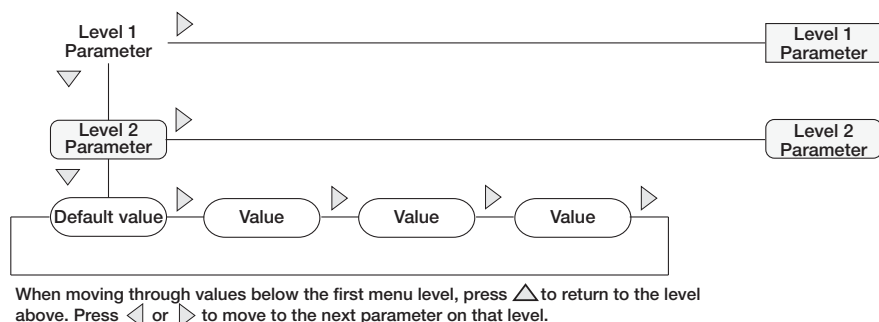 Level 1
Parameter
Level 1
Parameter
Level 2
Parameter
Level 2
Parameter
Default value
Value
Value
Value
When moving through values below the first menu level, press △ to return to the level
above. Press ◁ or ▷ to move to the next parameter on that level.